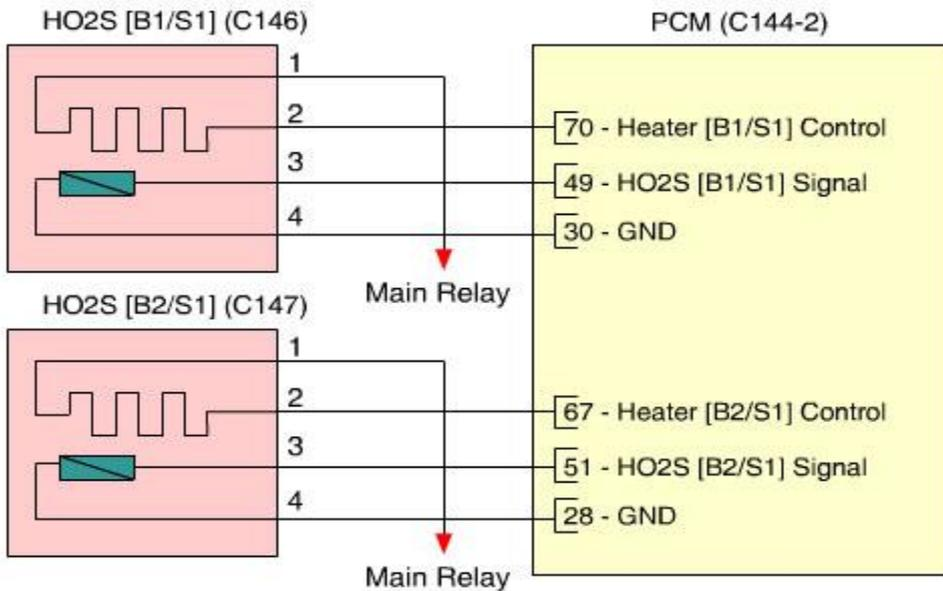 HO2S [B1/S1] (C146)
PCM (C144-2)
1
2
3
4
70 - Heater [B1/S1] Control
49 - HO2S [B1/S1] Signal
30 - GND
Main Relay
HO2S [B2/S1] (C147)
1
2
3
4
67 - Heater [B2/S1] Control
51 - HO2S [B2/S1] Signal
28 - GND
Main Relay